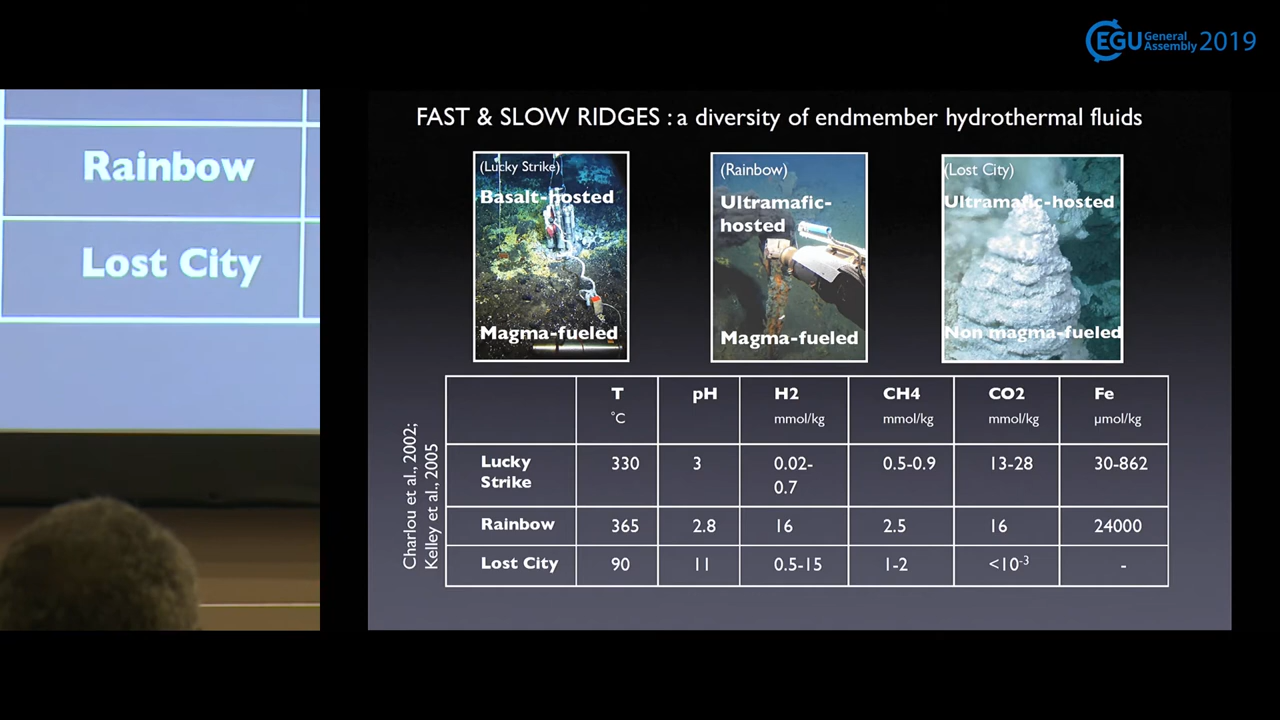 EGU General Assembly 2019
Rainbow
Lost City
FAST & SLOW RIDGES : a diversity of endmember hydrothermal fluids
(Lucky Strike)
Basalt-hosted
Magma-fueled
(Rainbow)
Ultramafic-
hosted
Magma-fueled
(Lost City)
Ultramafic-hosted
Non magma-fueled
Charlou et al., 2002;
Kelley et al., 2005
T pH H2 CH4 CO2 Fe
°C mmol/kg mmol/kg mmol/kg µmol/kg
Lucky Strike 330 3 0.02-0.7 0.5-0.9 13-28 30-862
Rainbow 365 2.8 16 2.5 16 24000
Lost City 90 11 0.5-15 1-2 <10⁻³ -